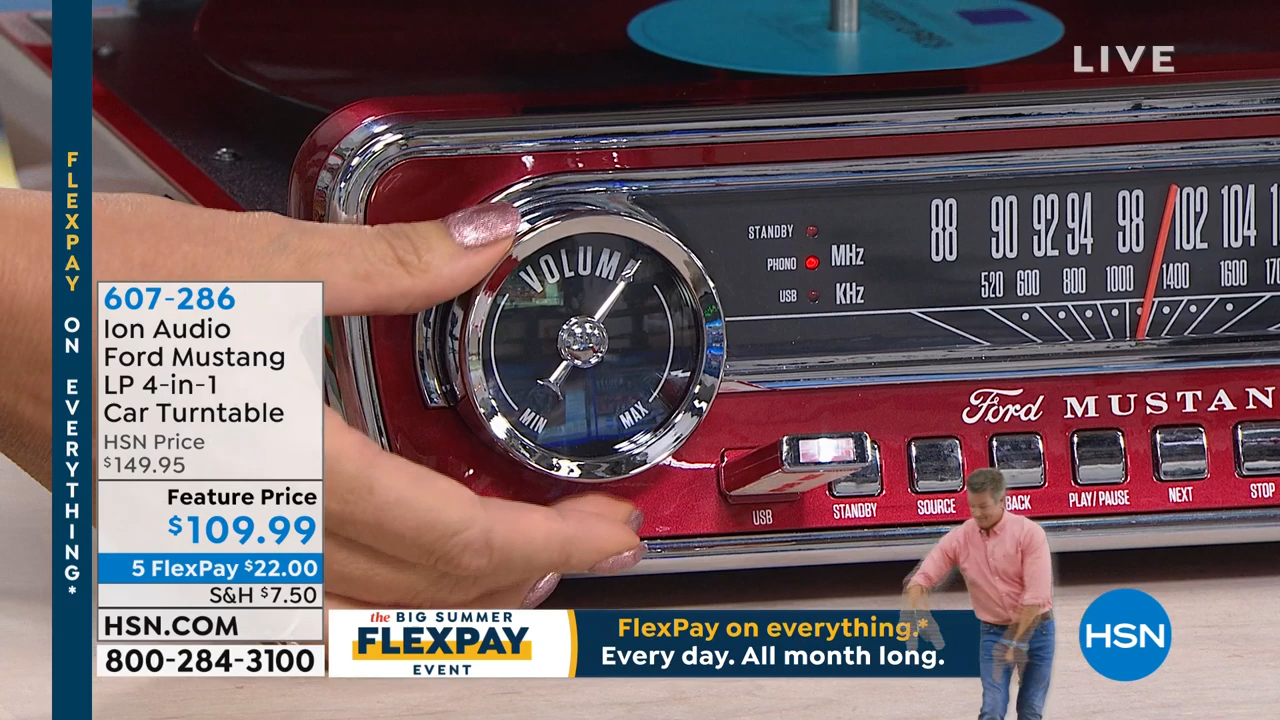 LIVE
FLEXPAY ON EVERYTHING*
607-286
Ion Audio
Ford Mustang
LP 4-in-1
Car Turntable
HSN Price
$149.95
Feature Price
$109.99
5 FlexPay $22.00
S&H $7.50
HSN.COM
800-284-3100
VOLUME
MIN
MAX
STANDBY
PHONO
USB
MHz
KHz
88 90 92 94 98 102 104
520 600 800 1000 1400 1600
Ford MUSTAN
USB
STANDBY
SOURCE
BACK
PLAY/PAUSE
NEXT
STOP
the BIG SUMMER
FLEXPAY
EVENT
FlexPay on everything.*
Every day. All month long.
HSN